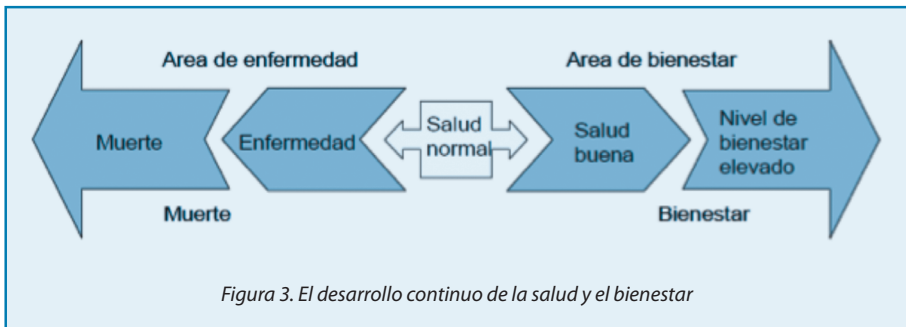 Area de enfermedad
Area de bienestar
Muerte
Enfermedad
Salud
normal
Salud
buena
Nivel de
bienestar
elevado
Muerte
Bienestar
Figura 3. El desarrollo continuo de la salud y el bienestar